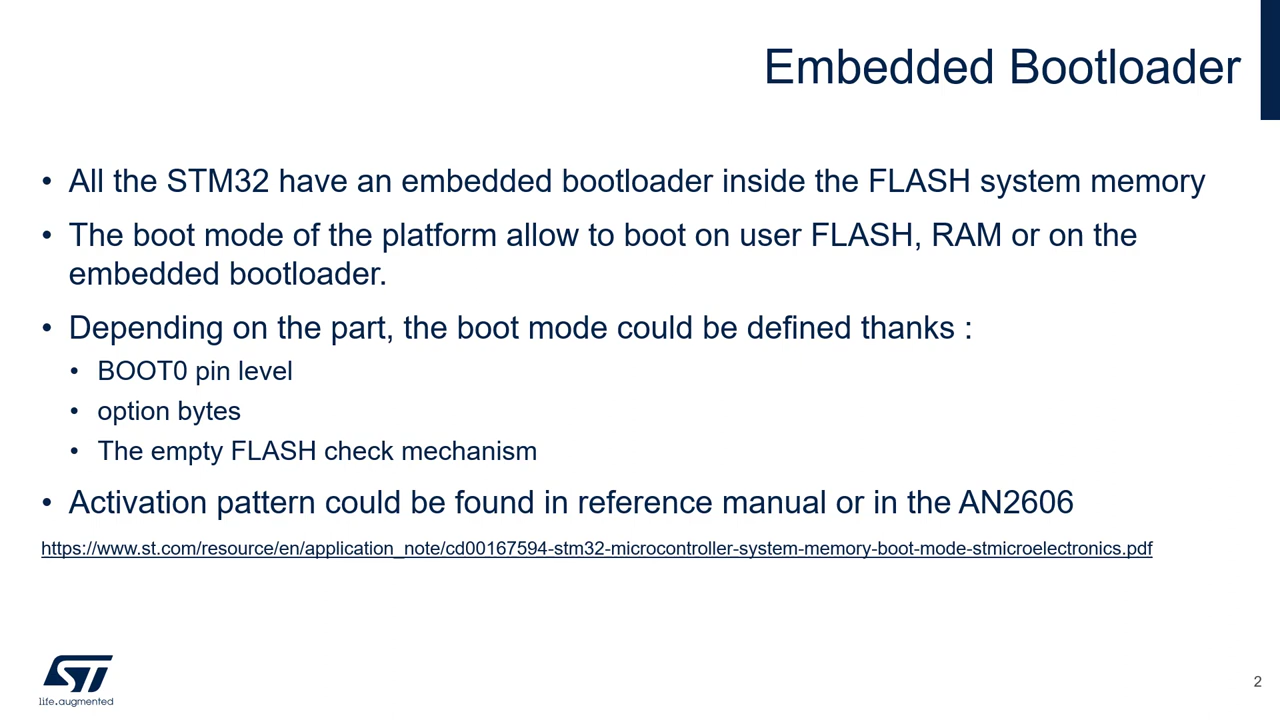 Embedded Bootloader
• All the STM32 have an embedded bootloader inside the FLASH system memory
• The boot mode of the platform allow to boot on user FLASH, RAM or on the
embedded bootloader.
• Depending on the part, the boot mode could be defined thanks :
• BOOT0 pin level
• option bytes
• The empty FLASH check mechanism
• Activation pattern could be found in reference manual or in the AN2606
https://www.st.com/resource/en/application_note/cd00167594-stm32-microcontroller-system-memory-boot-mode-stmicroelectronics.pdf
ST
life.augmented
2